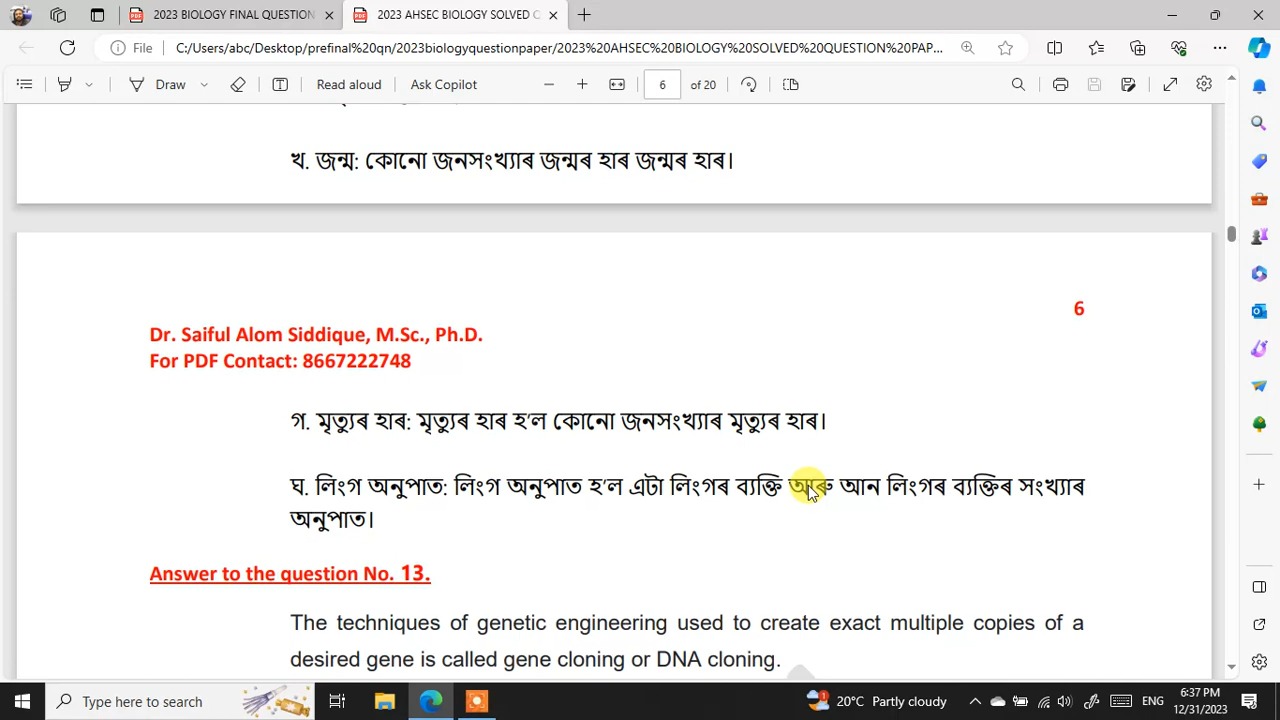 2023 BIOLOGY FINAL QUESTION
2023 AHSEC BIOLOGY SOLVED Q
File
C:/Users/abc/Desktop/prefinal%20qn/2023biologyquestionpaper/2023%20AHSEC%20BIOLOGY%20SOLVED%20QUESTION%20PAP...
Draw
Read aloud
Ask Copilot
6
of 20
খ. জন্ম: কোনো জনসংখ্যাৰ জন্মৰ হাৰ জন্মৰ হাৰ।
6
Dr. Saiful Alom Siddique, M.Sc., Ph.D.
For PDF Contact: 8667222748
গ. মৃত্যুৰ হাৰ: মৃত্যুৰ হাৰ হ’ল কোনো জনসংখ্যাৰ মৃত্যুৰ হাৰ।
ঘ. লিংগ অনুপাত: লিংগ অনুপাত হ’ল এটা লিংগৰ ব্যক্তি আৰু আন লিংগৰ ব্যক্তিৰ সংখ্যাৰ
অনুপাত।
Answer to the question No. 13.
The techniques of genetic engineering used to create exact multiple copies of a
desired gene is called gene cloning or DNA cloning.
Type here to search
1
20°C Partly cloudy
ENG
6:37 PM
12/31/2023